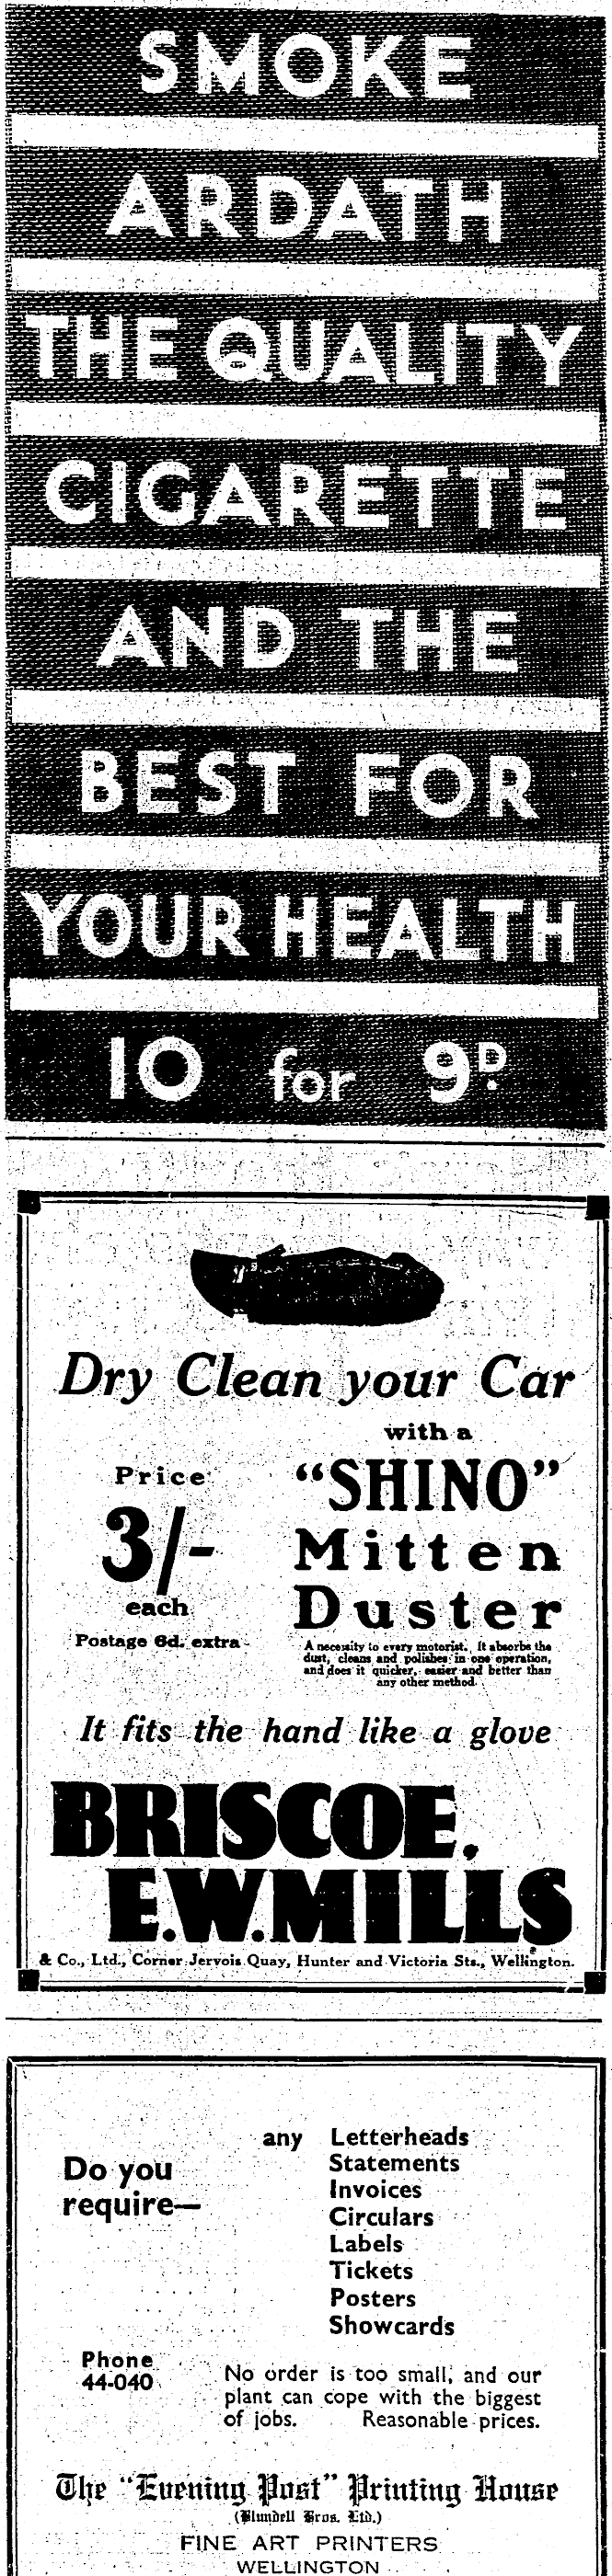 SMOKE
ARDATH
THE QUALITY
CIGARETTE
AND THE
BEST FOR
YOUR HEALTH
10 for 9D.
Dry Clean your Car
with a
Price
3/-
each
Postage 6d. extra
"SHINO"
Mitten
Duster
A necessity to every motorist. It absorbs the
dust, cleans and polishes in one operation,
and does it quicker, easier and better than
any other method.
It fits the hand like a glove
BRISCOE,
E.W.MILLS
& Co., Ltd., Corner Jervois Quay, Hunter and Victoria Sts., Wellington.
Do you
require—
any Letterheads
Statements
Invoices
Circulars
Labels
Tickets
Posters
Showcards
Phone
44-040
No order is too small, and our
plant can cope with the biggest
of jobs. Reasonable prices.
The "Evening Post" Printing House
(Blundell Bros. Ltd.)
FINE ART PRINTERS
WELLINGTON